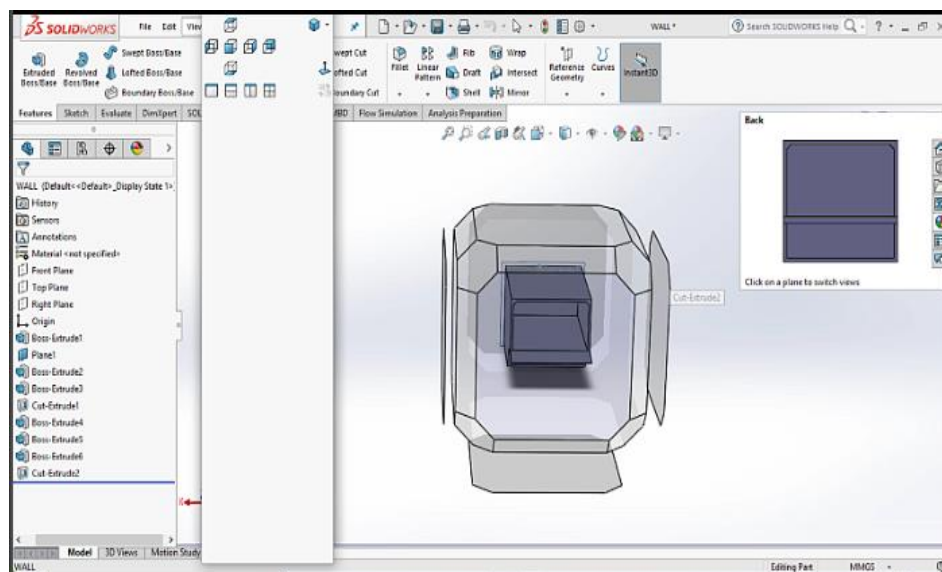 SOLIDWORKS File Edit View WALL * Search SOLIDWORKS Help
Extruded Boss/Base
Revolved Boss/Base
Swept Boss/Base
Lofted Boss/Base
Boundary Boss/Base
wept Cut
ofted Cut
oundary Cut
Fillet
Linear Pattern
Rib
Draft
Shell
Wrap
Intersect
Mirror
Reference Geometry
Curves
Instant3D
Features Sketch Evaluate DimXpert SOL MBD Flow Simulation Analysis Preparation
WALL (Default<<Default>_Display State 1>
History
Sensors
Annotations
Material <not specified>
Front Plane
Top Plane
Right Plane
Origin
Boss-Extrude1
Plane1
Boss-Extrude2
Boss-Extrude3
Cut-Extrude1
Boss-Extrude4
Boss-Extrude5
Boss-Extrude6
Cut-Extrude2
Cut-Extrude2
Back
Click on a plane to switch views
Model 3D Views Motion Study
WALL Editing Part MMGS